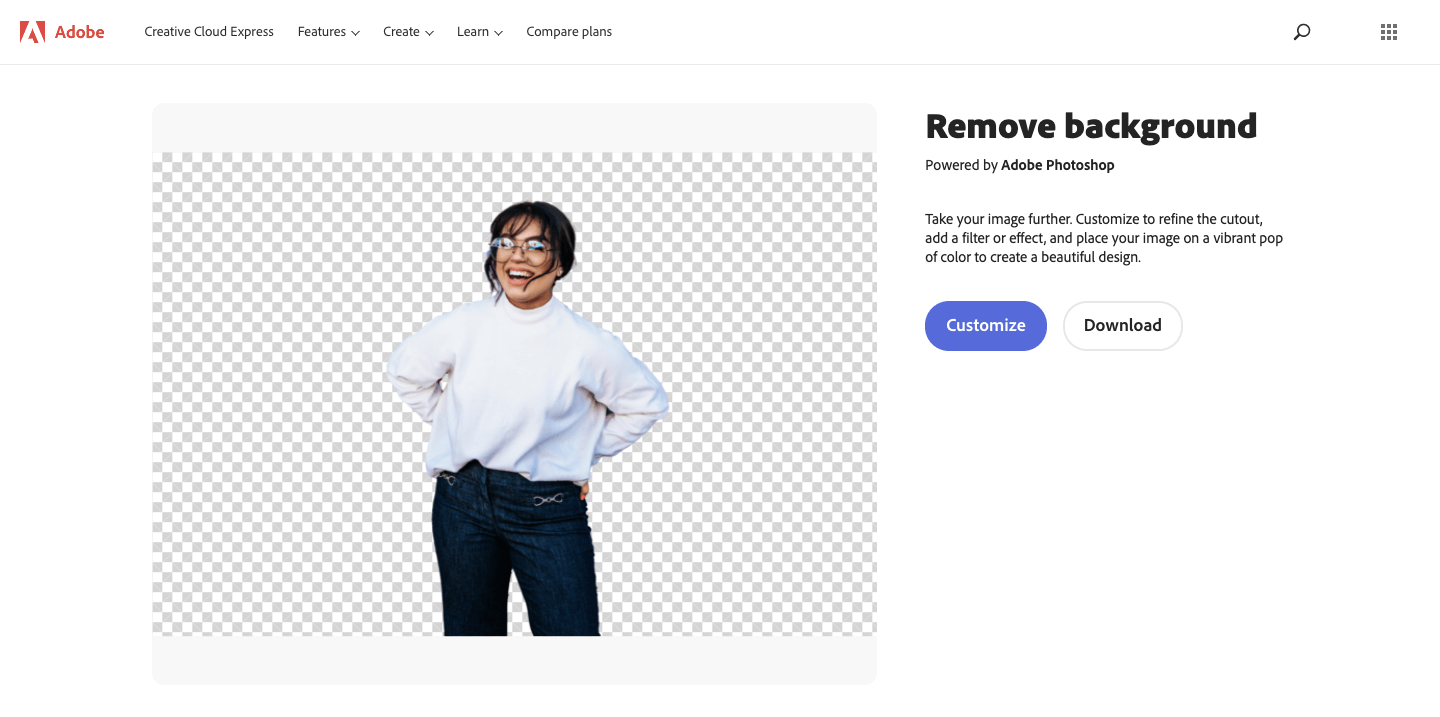 Adobe
Creative Cloud Express
Features
Create
Learn
Compare plans
Remove background
Powered by Adobe Photoshop
Take your image further. Customize to refine the cutout,
add a filter or effect, and place your image on a vibrant pop
of color to create a beautiful design.
Customize
Download